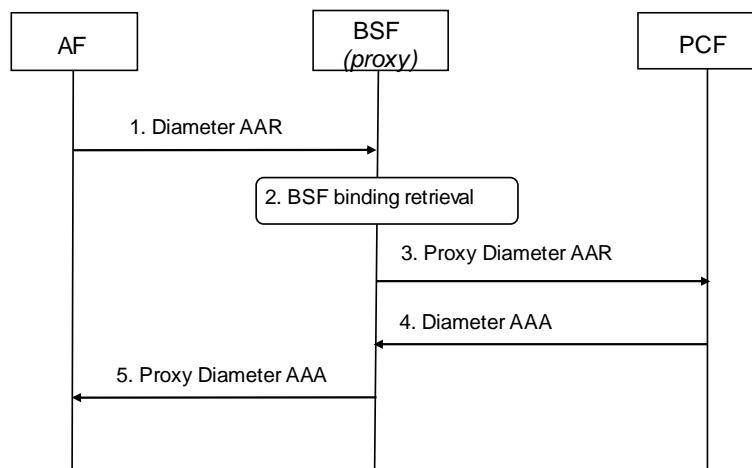 AF
BSF
(proxy)
PCF
1. Diameter AAR
2. BSF binding retrieval
3. Proxy Diameter AAR
4. Diameter AAA
5. Proxy Diameter AAA